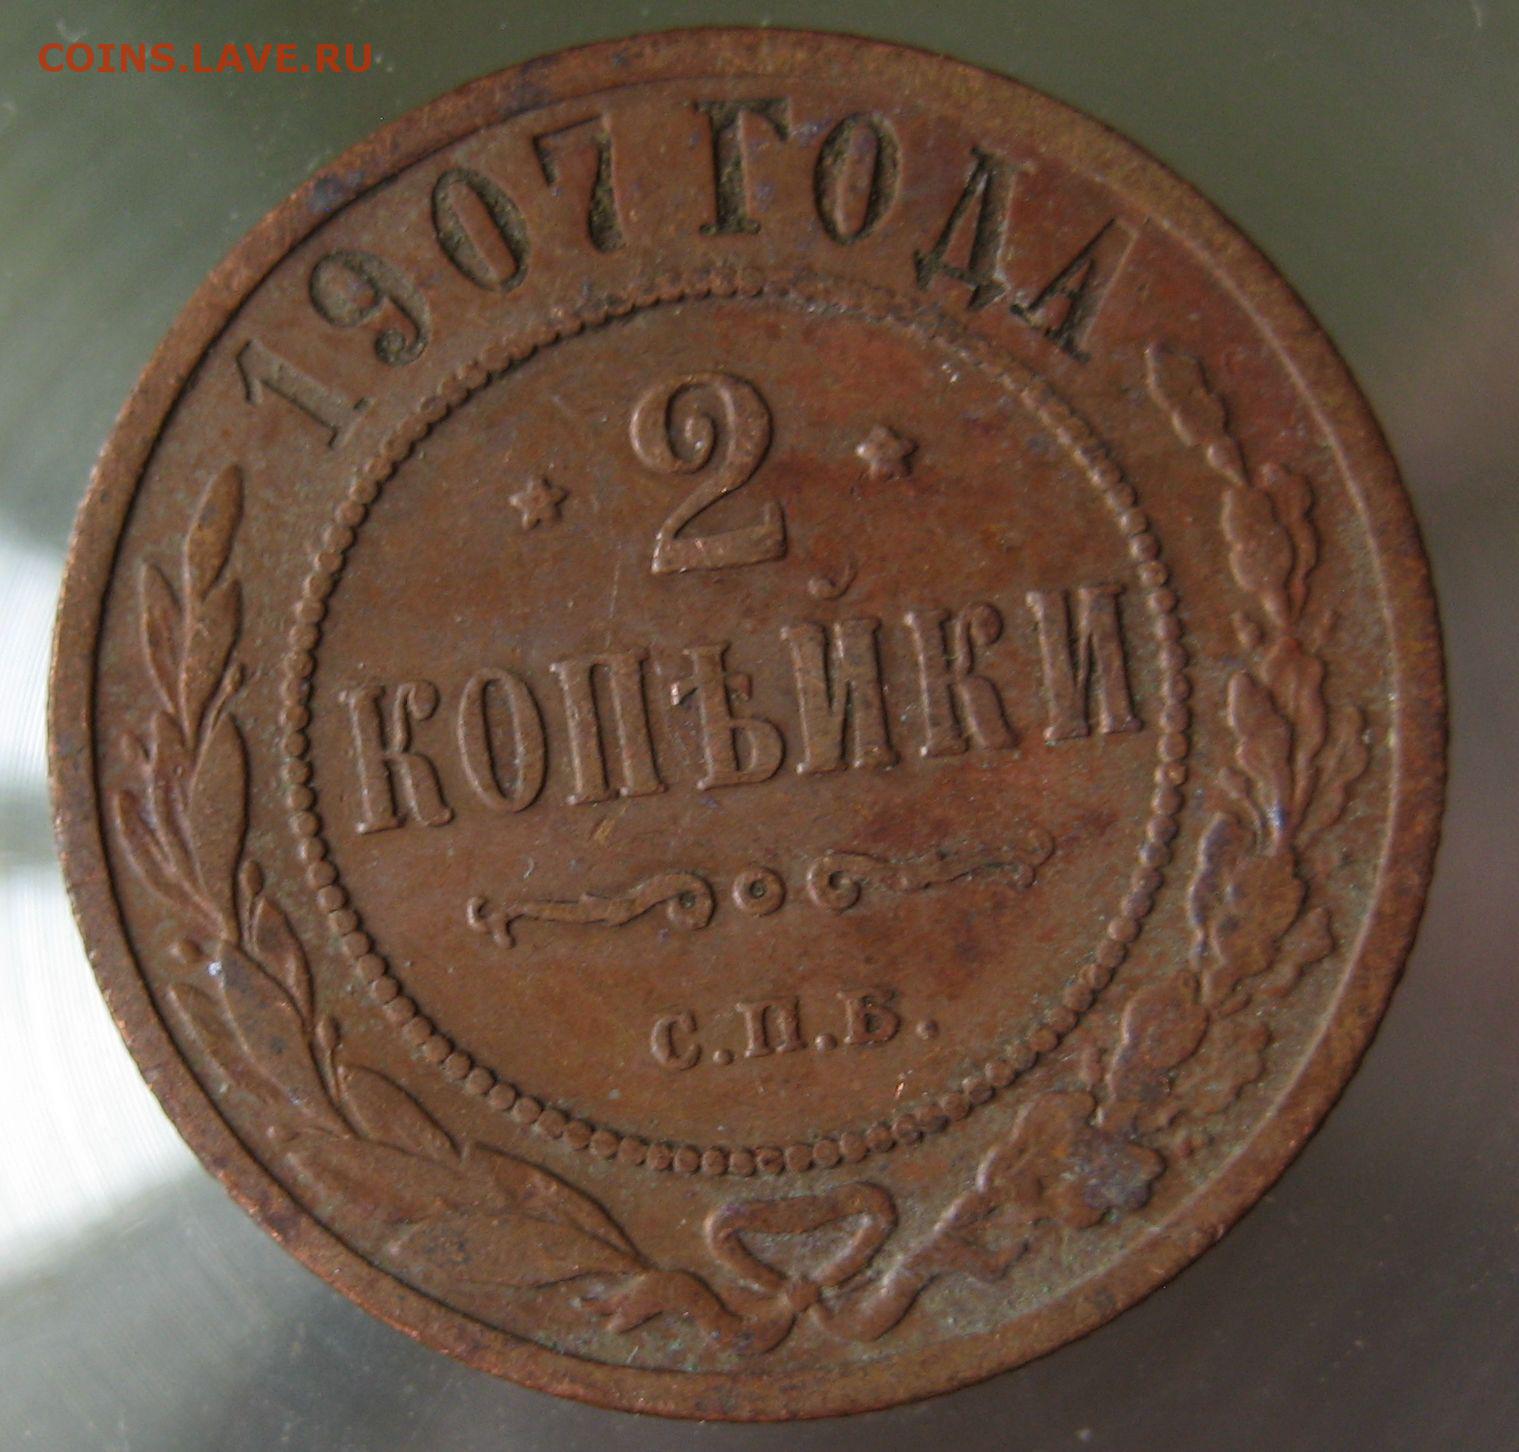 COINS.LAVE.RU
1907 ГОДА
2
КОПѢЙКИ
С.П.Б.